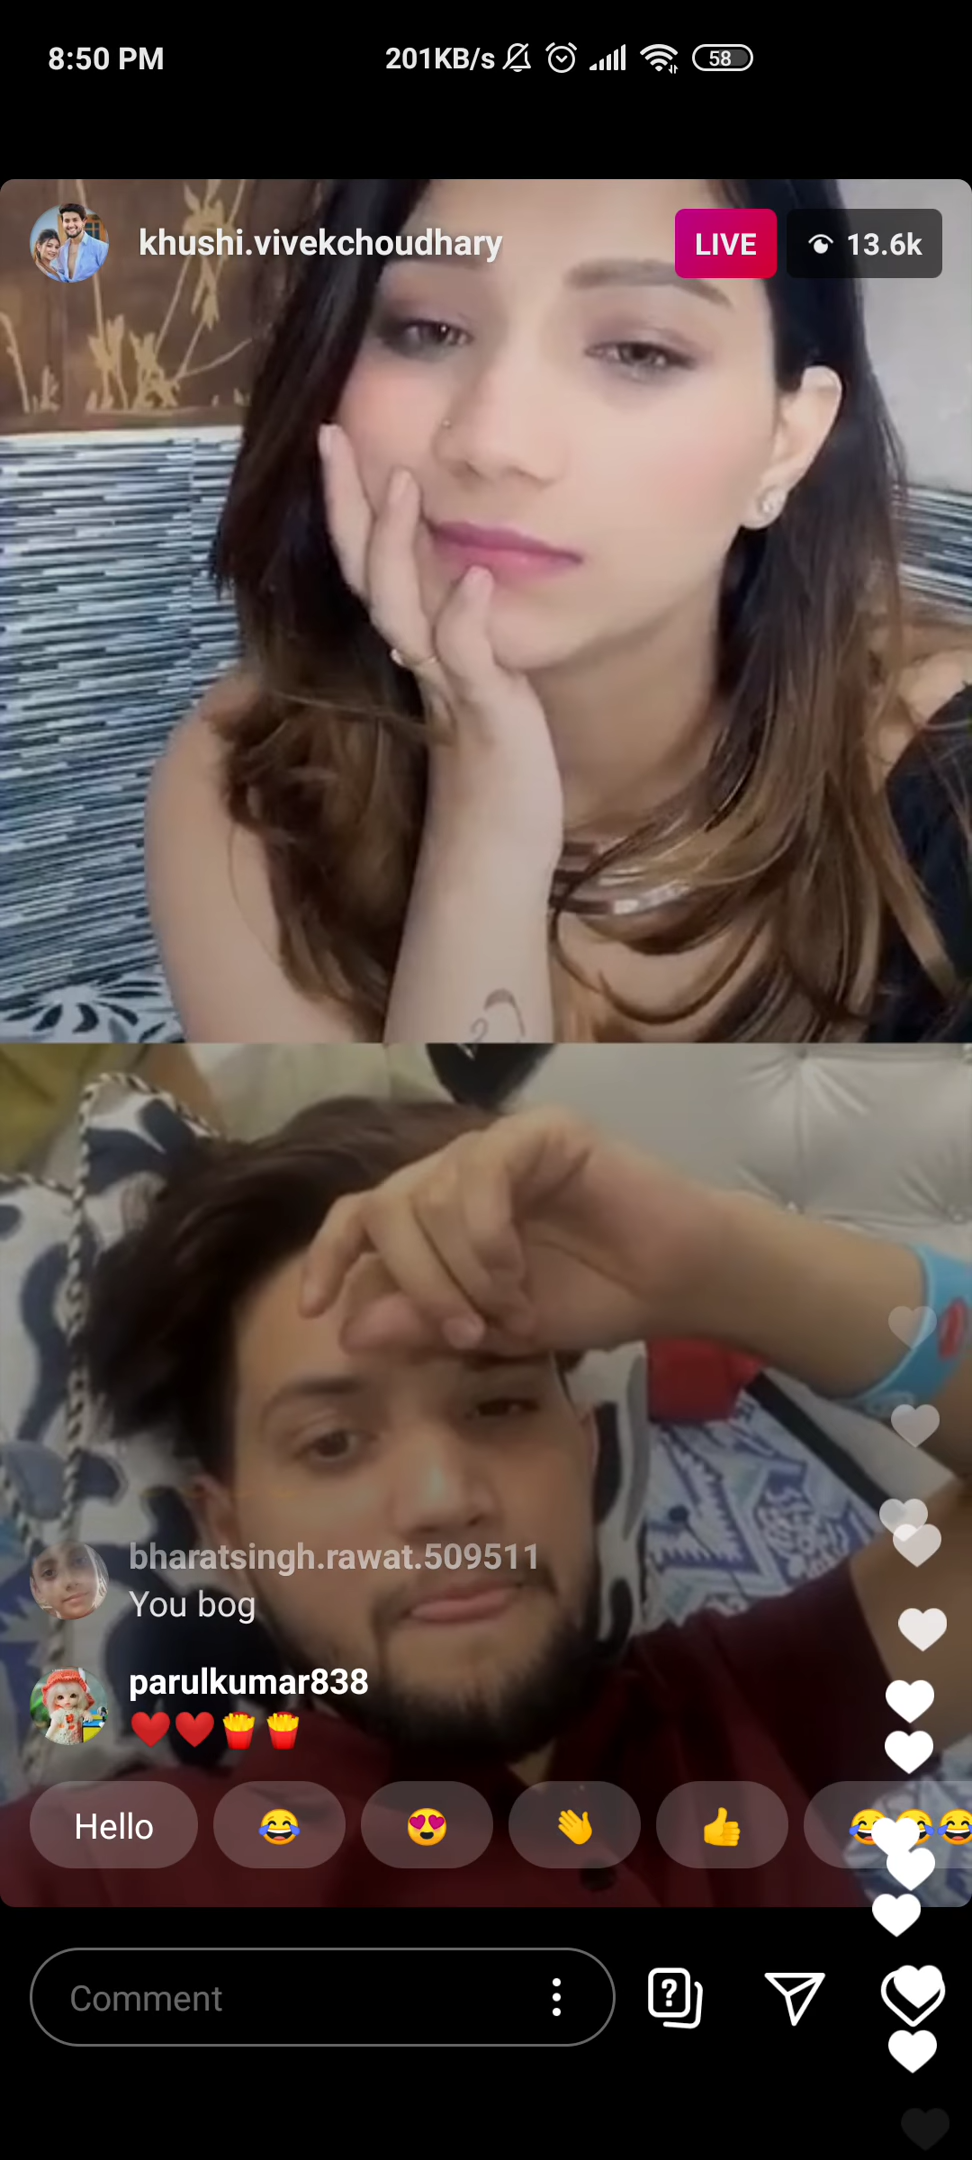 8:50 PM 201KB/s 58
khushi.vivekchoudhary LIVE 13.6k
bharatsingh.rawat.509511
You bog
parulkumar838
❤️❤️🍟🍟
Hello 😂 😍 👋 👍 😂😂😂
Comment